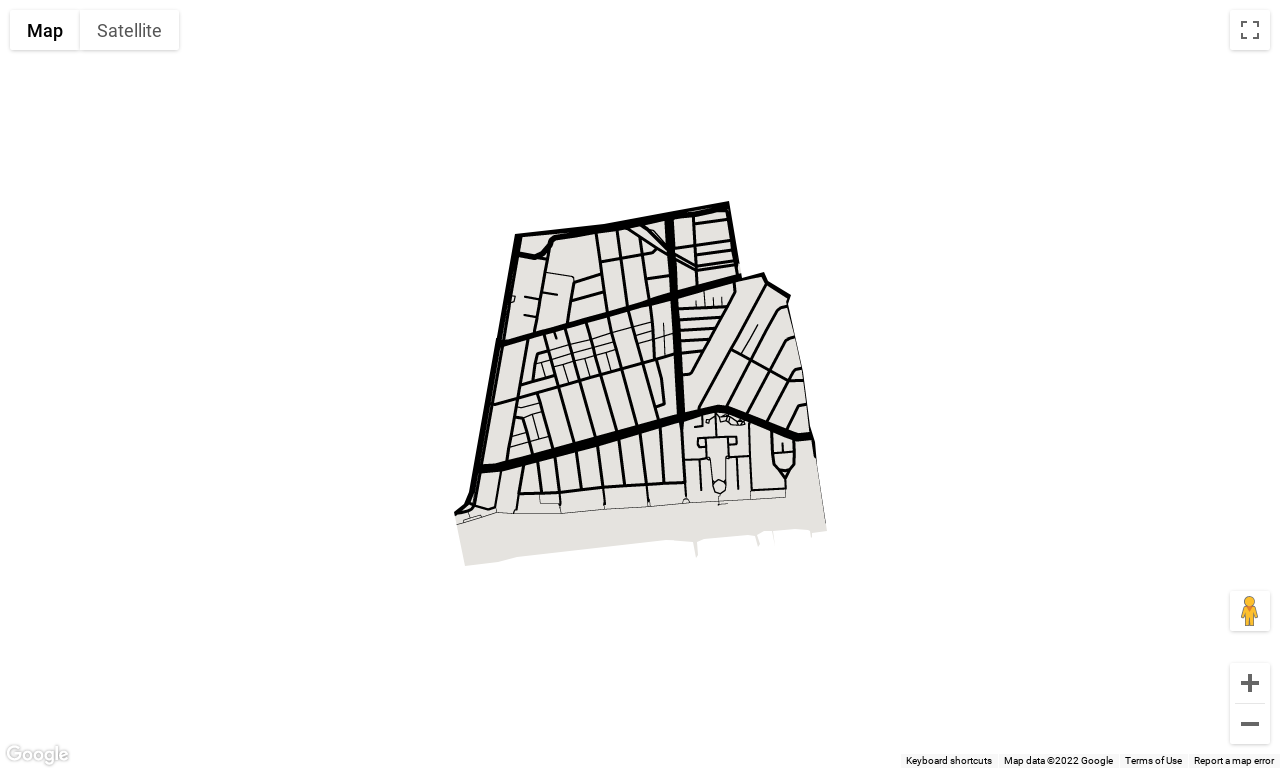 Map Satellite
Google
Keyboard shortcuts Map data ©2022 Google Terms of Use Report a map error